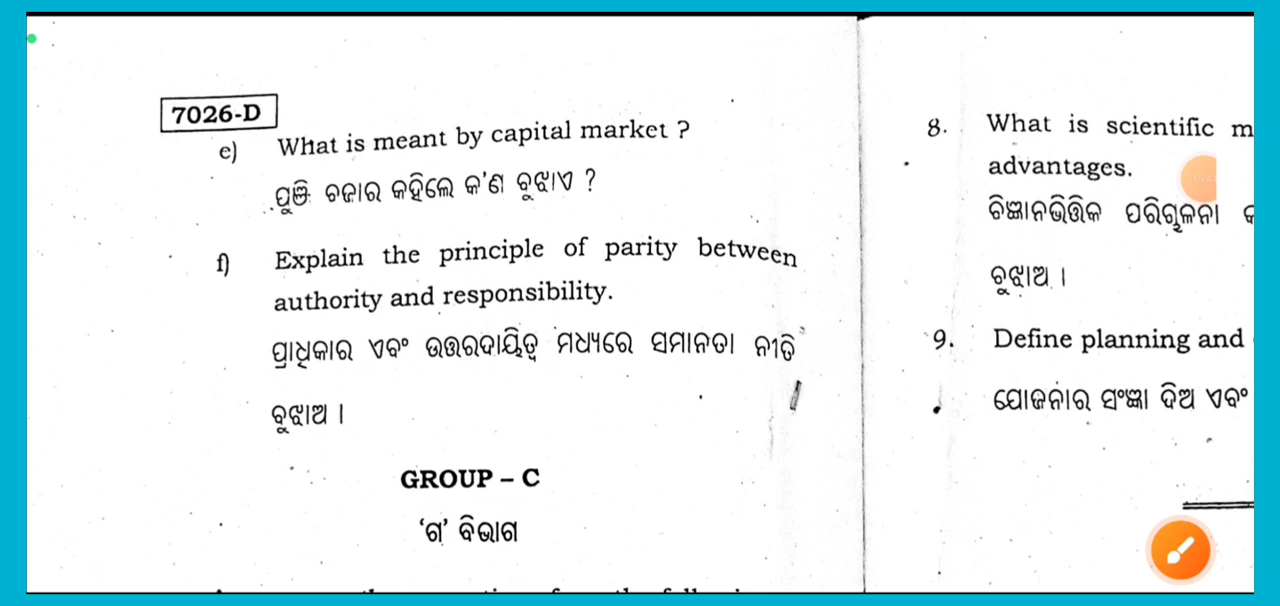 7026-D
e) What is meant by capital market ?
ପୁଞ୍ଜି ବଜାର କହିଲେ କ'ଣ ବୁଝାଏ ?
f) Explain the principle of parity between
authority and responsibility.
ପ୍ରାଧିକାର ଏବଂ ଉତ୍ତରଦାୟିତ୍ୱ ମଧ୍ୟରେ ସମାନତା ନୀତି
ବୁଝାଅ ।
GROUP – C
‘ଗ’ ବିଭାଗ
8. What is scientific m
advantages.
ବିଜ୍ଞାନଭିତ୍ତିକ ପରିଚାଳନା
ବୁଝାଅ ।
9. Define planning and
ଯୋଜନାର ସଂଜ୍ଞା ଦିଅ ଏବଂ